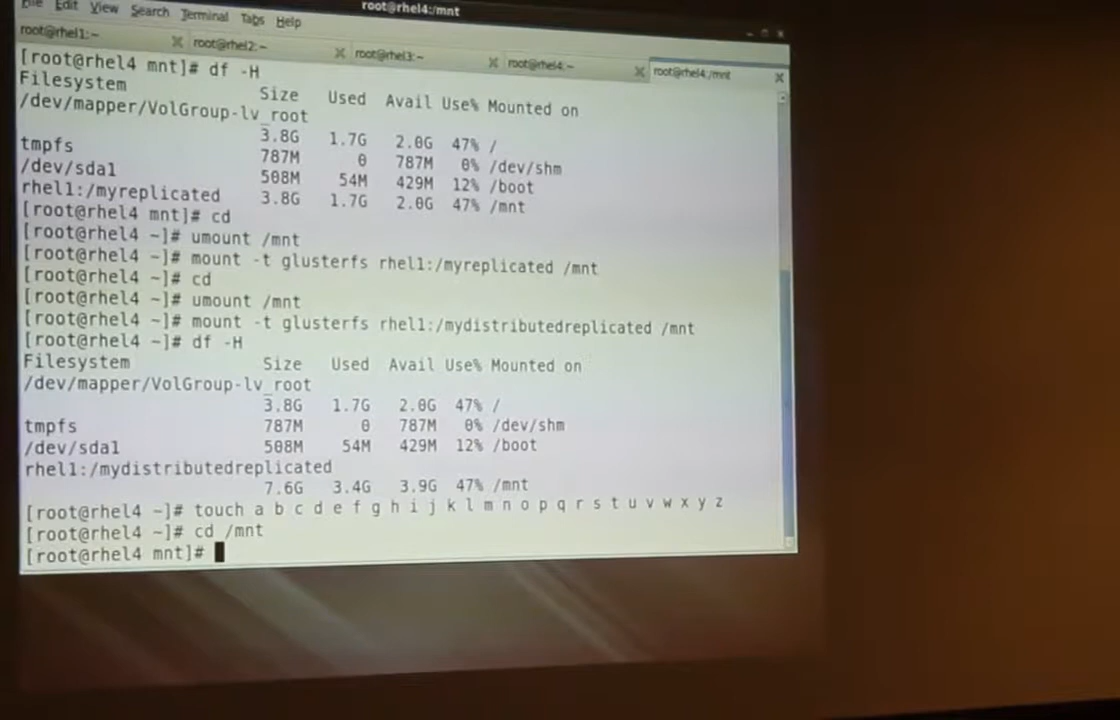 root@rhel4:/mnt
File Edit View Search Terminal Tabs Help
root@rhel1:~ root@rhel2:~ root@rhel3:~ root@rhel4:~ root@rhel4:/mnt
[root@rhel4 mnt]# df -H
Filesystem Size Used Avail Use% Mounted on
/dev/mapper/VolGroup-lv_root
3.8G 1.7G 2.0G 47% /
tmpfs 787M 0 787M 0% /dev/shm
/dev/sda1 508M 54M 429M 12% /boot
rhel1:/myreplicated 3.8G 1.7G 2.0G 47% /mnt
[root@rhel4 mnt]# cd
[root@rhel4 ~]# umount /mnt
[root@rhel4 ~]# mount -t glusterfs rhel1:/myreplicated /mnt
[root@rhel4 ~]# cd
[root@rhel4 ~]# umount /mnt
[root@rhel4 ~]# mount -t glusterfs rhel1:/mydistributedreplicated /mnt
[root@rhel4 ~]# df -H
Filesystem Size Used Avail Use% Mounted on
/dev/mapper/VolGroup-lv_root
3.8G 1.7G 2.0G 47% /
tmpfs 787M 0 787M 0% /dev/shm
/dev/sda1 508M 54M 429M 12% /boot
rhel1:/mydistributedreplicated
7.6G 3.4G 3.9G 47% /mnt
[root@rhel4 ~]# touch a b c d e f g h i j k l m n o p q r s t u v w x y z
[root@rhel4 ~]# cd /mnt
[root@rhel4 mnt]#